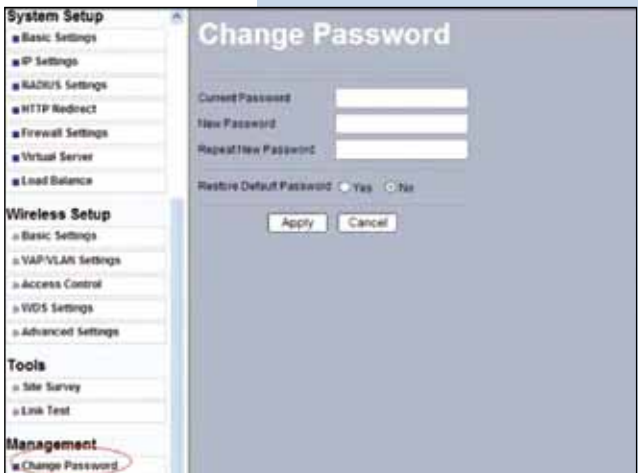 System Setup
Basic Settings
IP Settings
RADIUS Settings
HTTP Redirect
Firewall Settings
Virtual Server
Load Balance
Wireless Setup
Basic Settings
VAP/VLAN Settings
Access Control
WDS Settings
Advanced Settings
Tools
Site Survey
Link Test
Management
Change Password
Change Password
Current Password
New Password
Repeat New Password
Restore Default Password Yes No
Apply Cancel